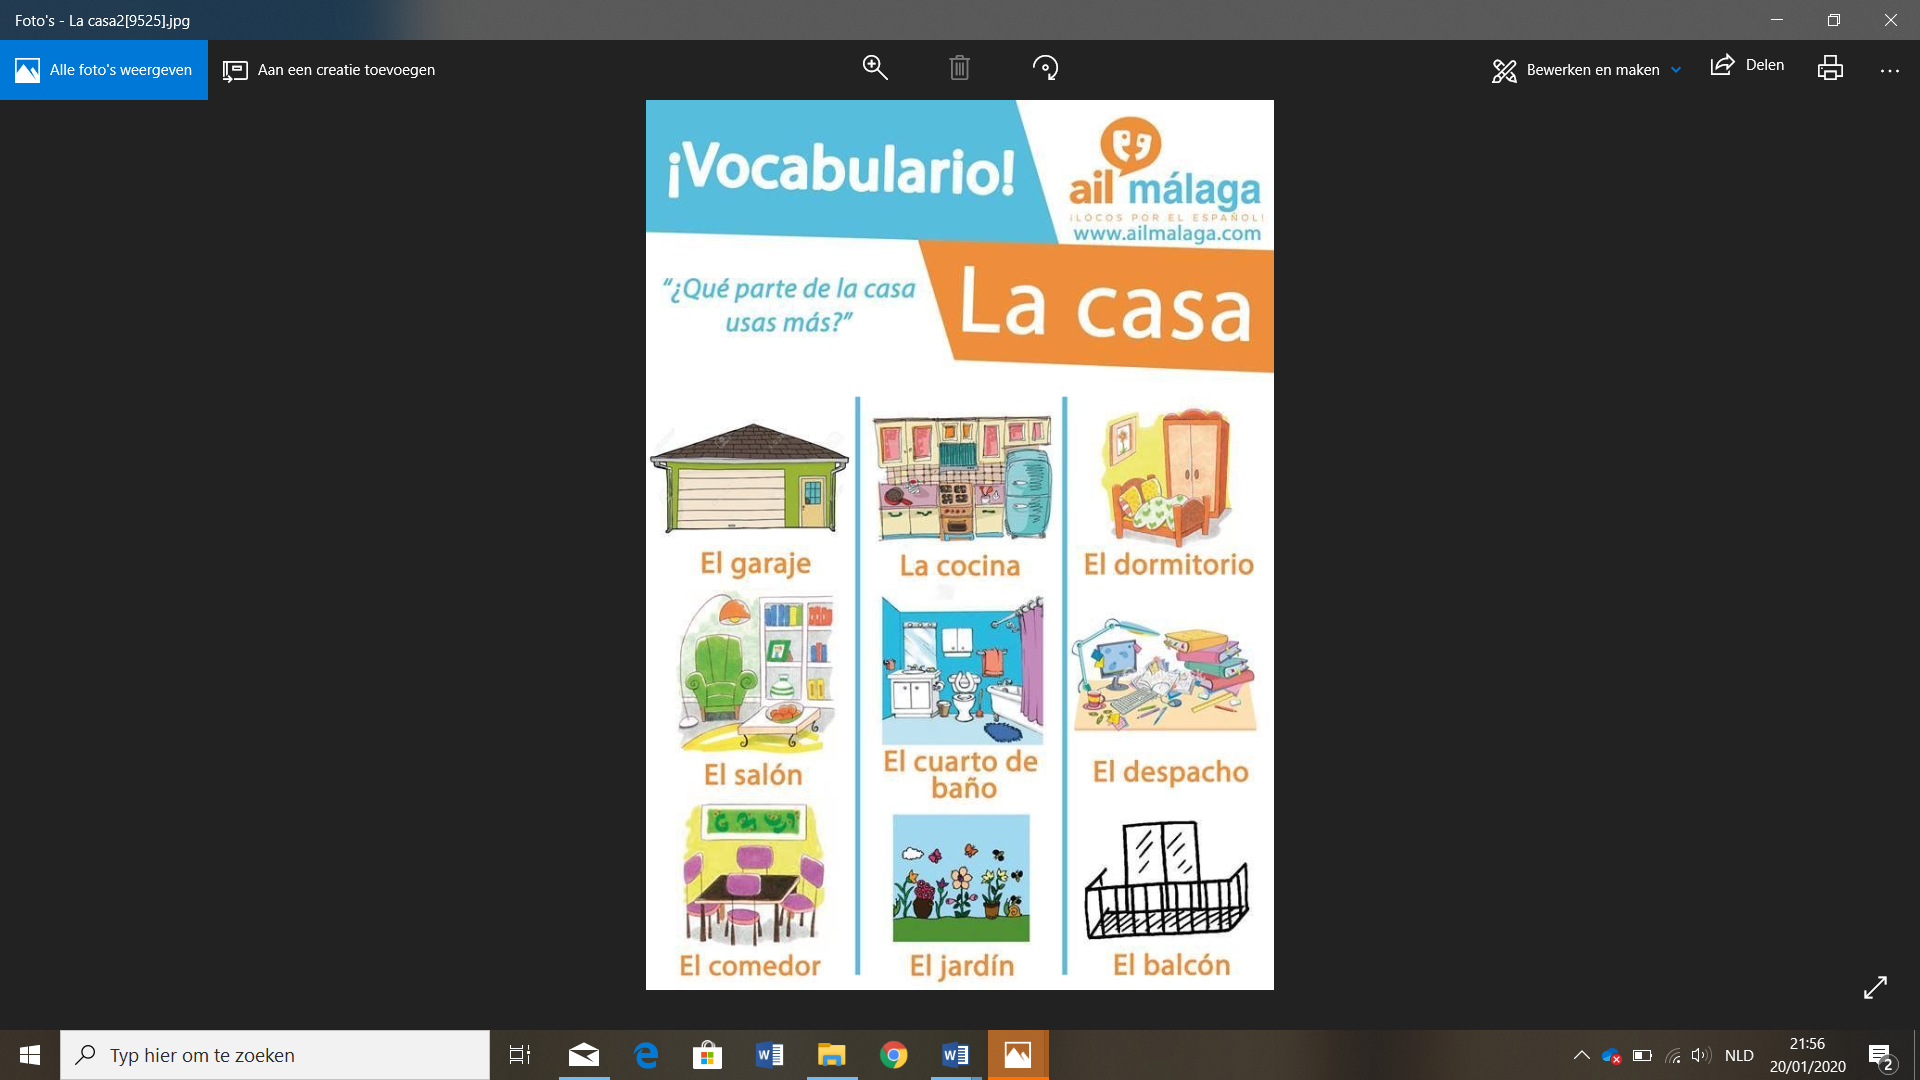 Foto's - La casa2[9525].jpg
Alle foto's weergeven
Aan een creatie toevoegen
Bewerken en maken
Delen
¡Vocabulario!
ail málaga
¡LOCOS POR EL ESPAÑOL!
www.ailmalaga.com
"¿Qué parte de la casa
usas más?"
La casa
El garaje
La cocina
El dormitorio
El salón
El cuarto de
baño
El despacho
El comedor
El jardín
El balcón
Typ hier om te zoeken
NLD
21:56
20/01/2020
2